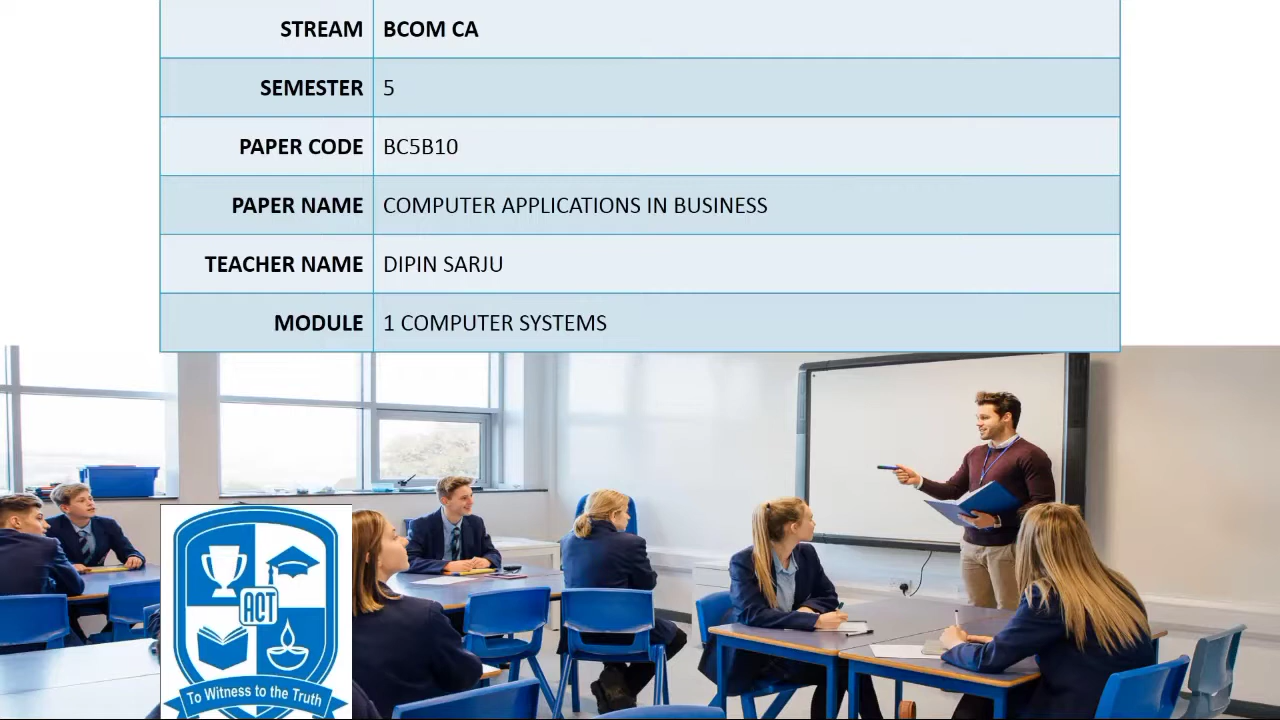 STREAM BCOM CA
SEMESTER 5
PAPER CODE BC5B10
PAPER NAME COMPUTER APPLICATIONS IN BUSINESS
TEACHER NAME DIPIN SARJU
MODULE 1 COMPUTER SYSTEMS
ACT
To Witness to the Truth